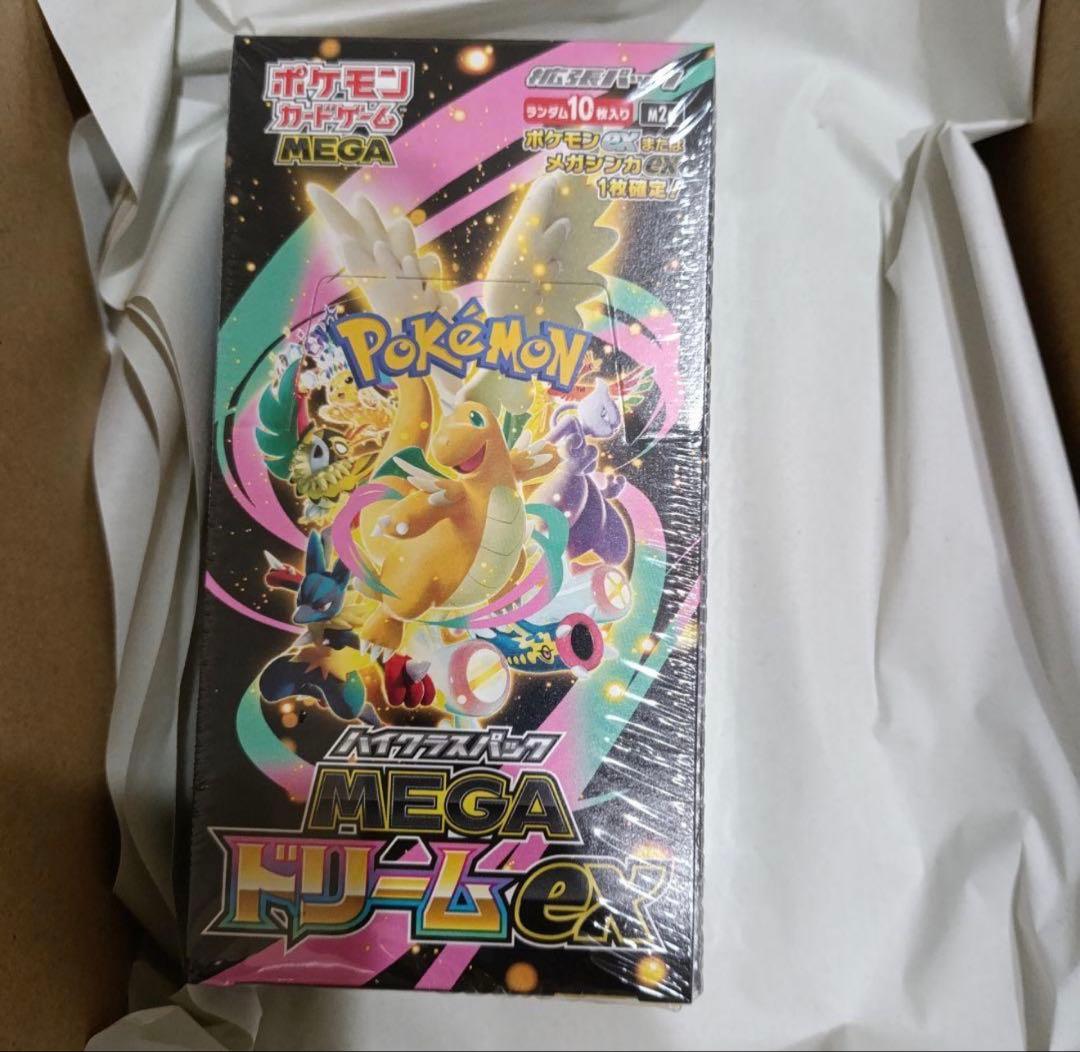 ポケモン
カードゲーム
MEGA
拡張パック
ランダム10枚入り
M2a
ポケモンexまたは
メガシンカex
1枚確定!
POKÉMON
ハイクラスパック
MEGA
ドリームex